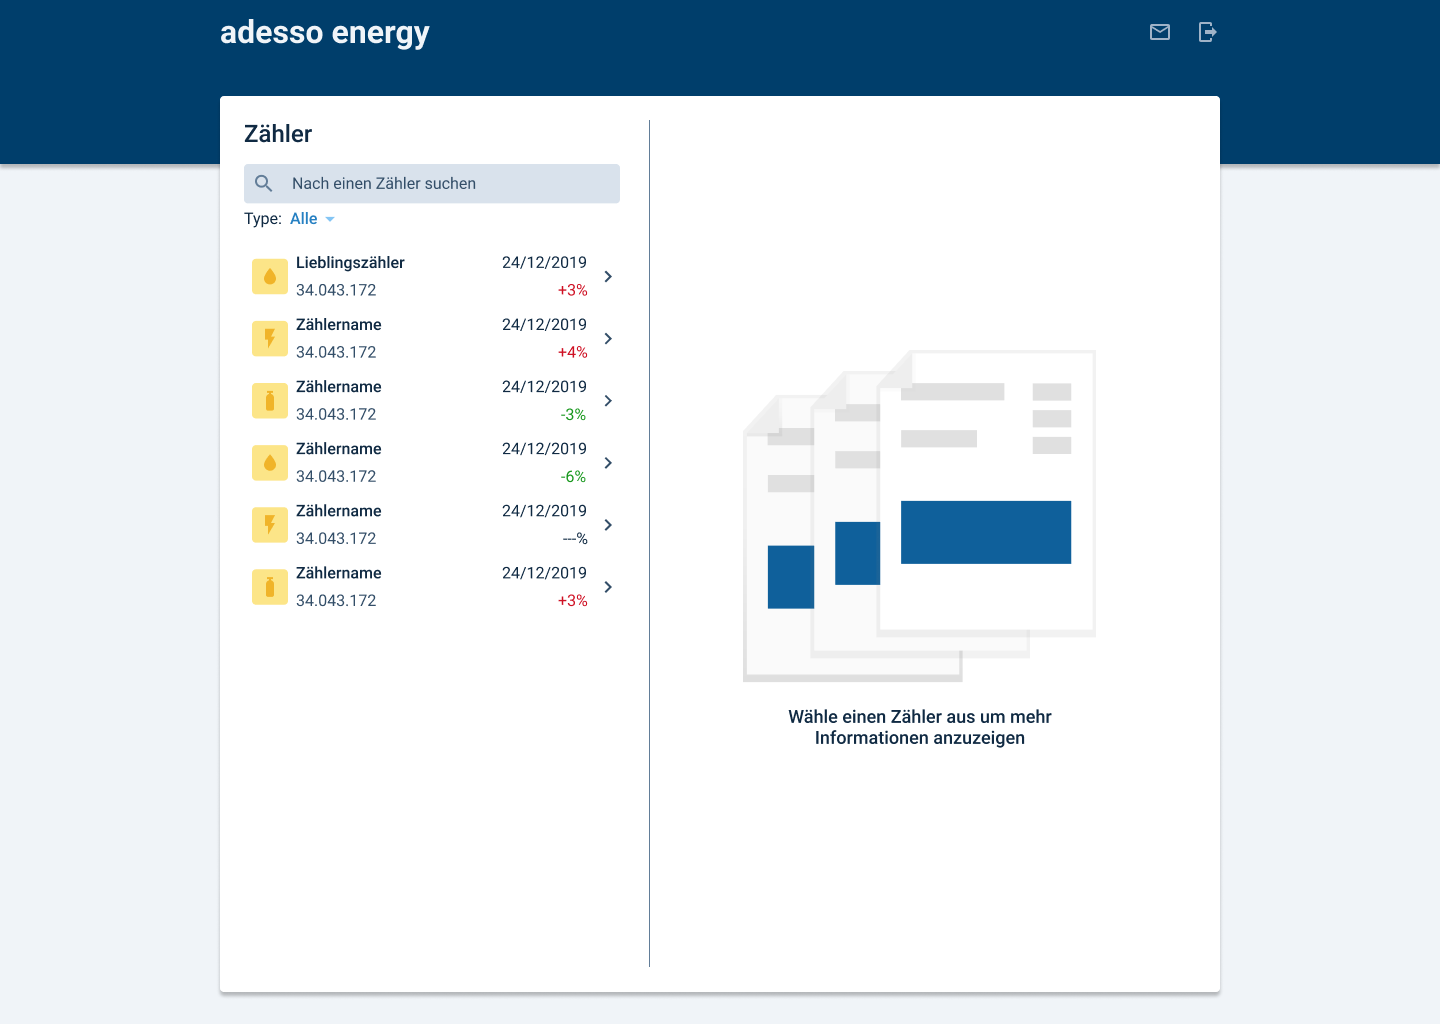 adesso energy
Zähler
Nach einen Zähler suchen
Type: Alle
Lieblingszähler 24/12/2019
34.043.172 +3%
Zählername 24/12/2019
34.043.172 +4%
Zählername 24/12/2019
34.043.172 -3%
Zählername 24/12/2019
34.043.172 -6%
Zählername 24/12/2019
34.043.172 ---%
Zählername 24/12/2019
34.043.172 +3%
Wähle einen Zähler aus um mehr
Informationen anzuzeigen